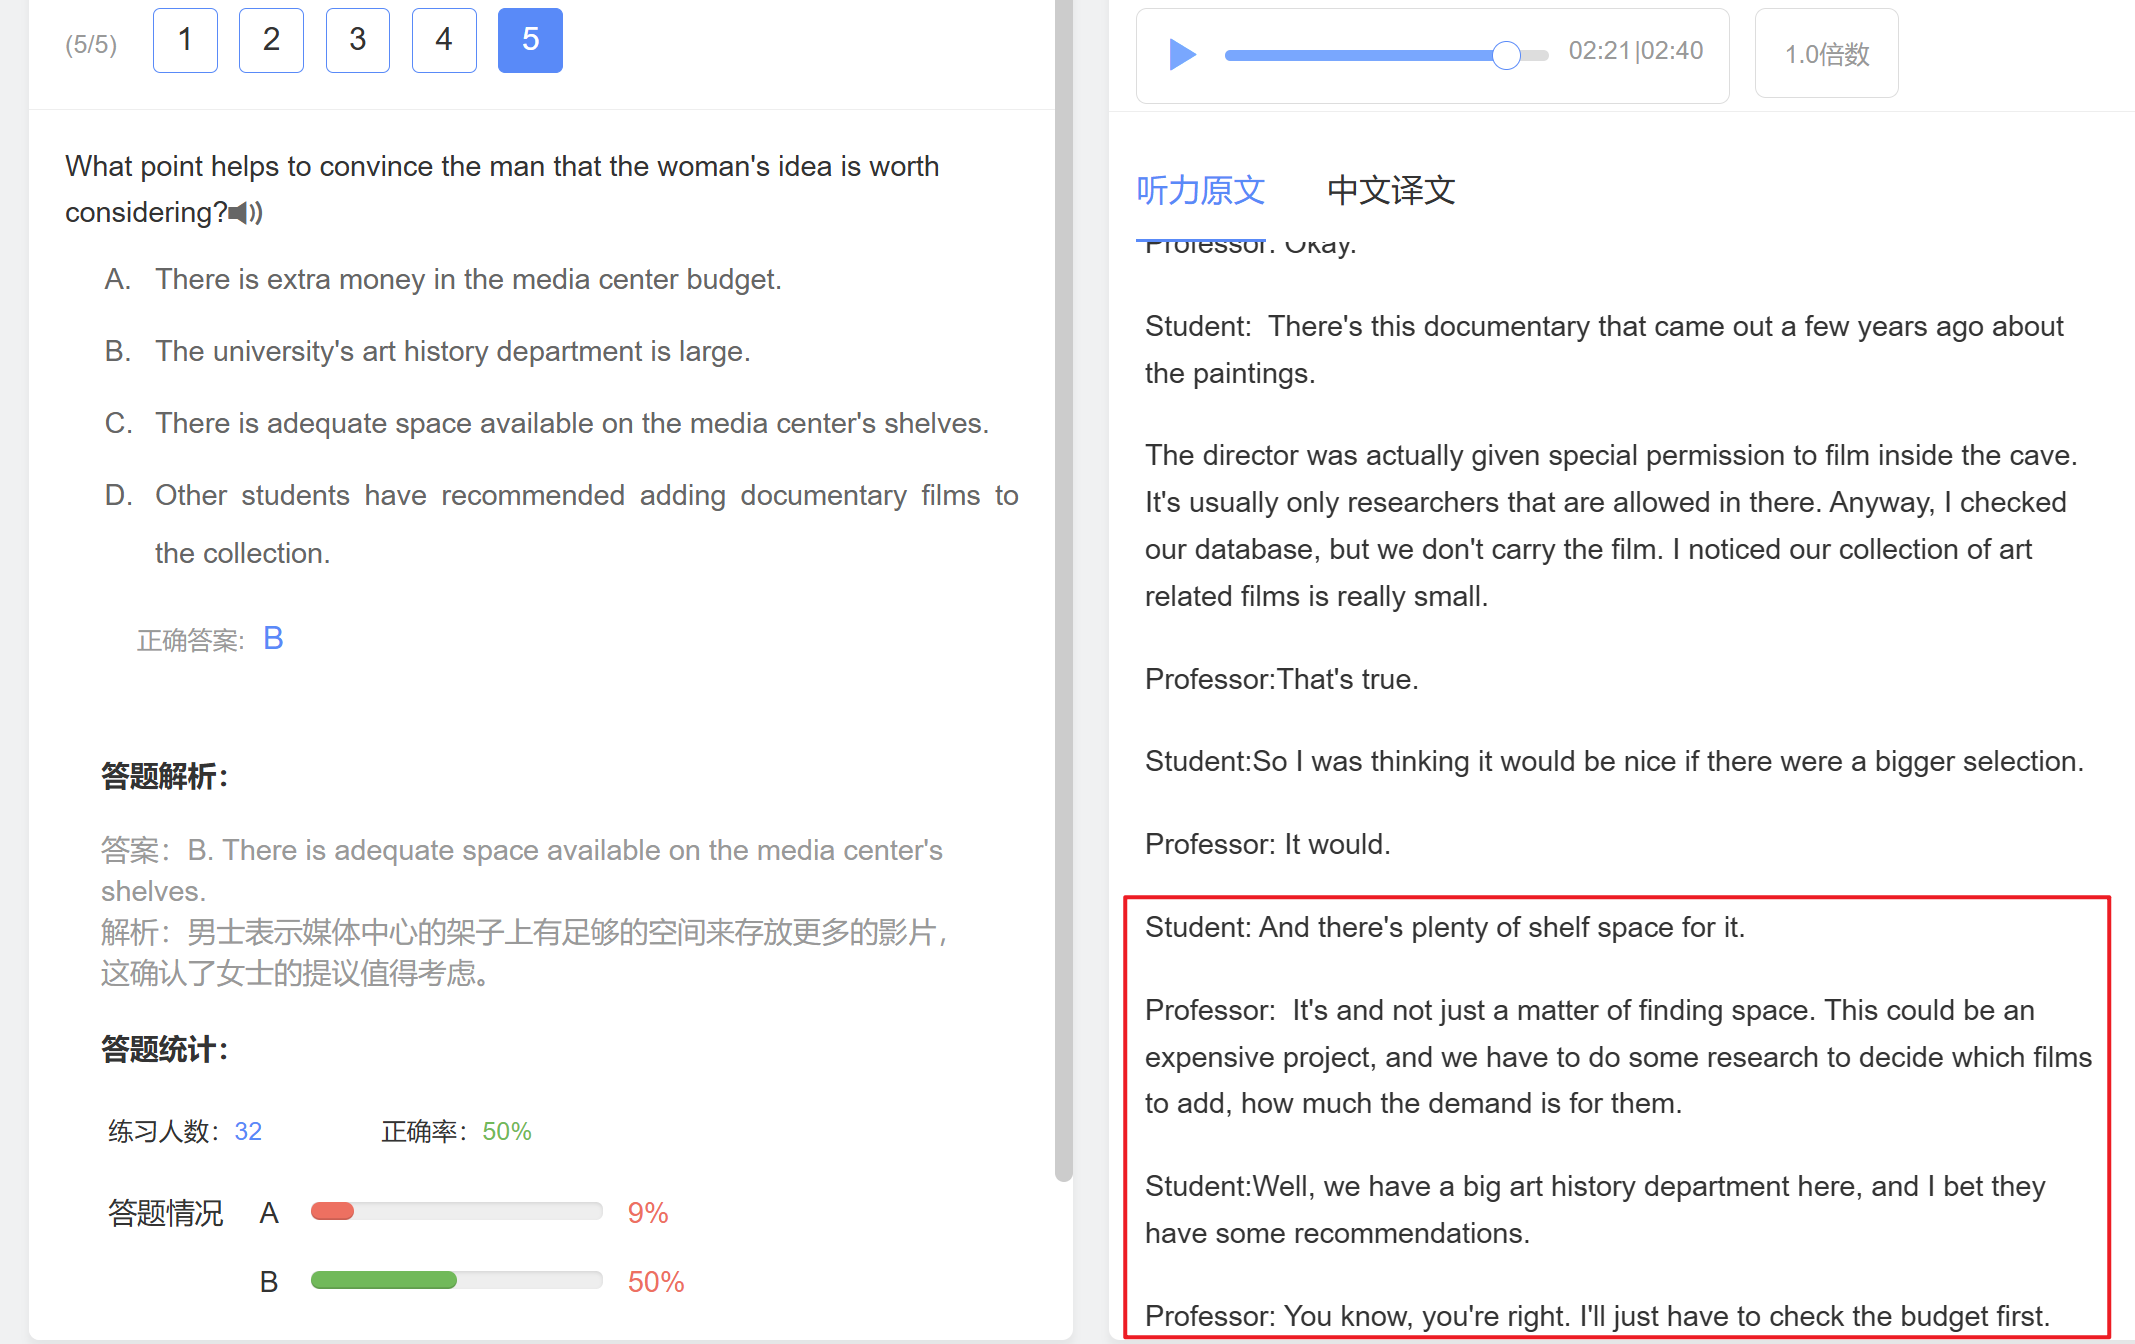 (5/5) 1 2 3 4 5
What point helps to convince the man that the woman's idea is worth
considering?
A. There is extra money in the media center budget.
B. The university's art history department is large.
C. There is adequate space available on the media center's shelves.
D. Other students have recommended adding documentary films to
the collection.
正确答案: B
答题解析：
答案：B. There is adequate space available on the media center's
shelves.
解析：男士表示媒体中心的架子上有足够的空间来存放更多的影片，
这确认了女士的提议值得考虑。
答题统计：
练习人数：32 正确率：50%
答题情况 A 9%
B 50%
02:21|02:40 1.0倍数
听力原文 中文译文
Professor: Okay.
Student:  There's this documentary that came out a few years ago about
the paintings.
The director was actually given special permission to film inside the cave.
It's usually only researchers that are allowed in there. Anyway, I checked
our database, but we don't carry the film. I noticed our collection of art
related films is really small.
Professor:That's true.
Student:So I was thinking it would be nice if there were a bigger selection.
Professor: It would.
Student: And there's plenty of shelf space for it.
Professor:  It's and not just a matter of finding space. This could be an
expensive project, and we have to do some research to decide which films
to add, how much the demand is for them.
Student:Well, we have a big art history department here, and I bet they
have some recommendations.
Professor: You know, you're right. I'll just have to check the budget first.